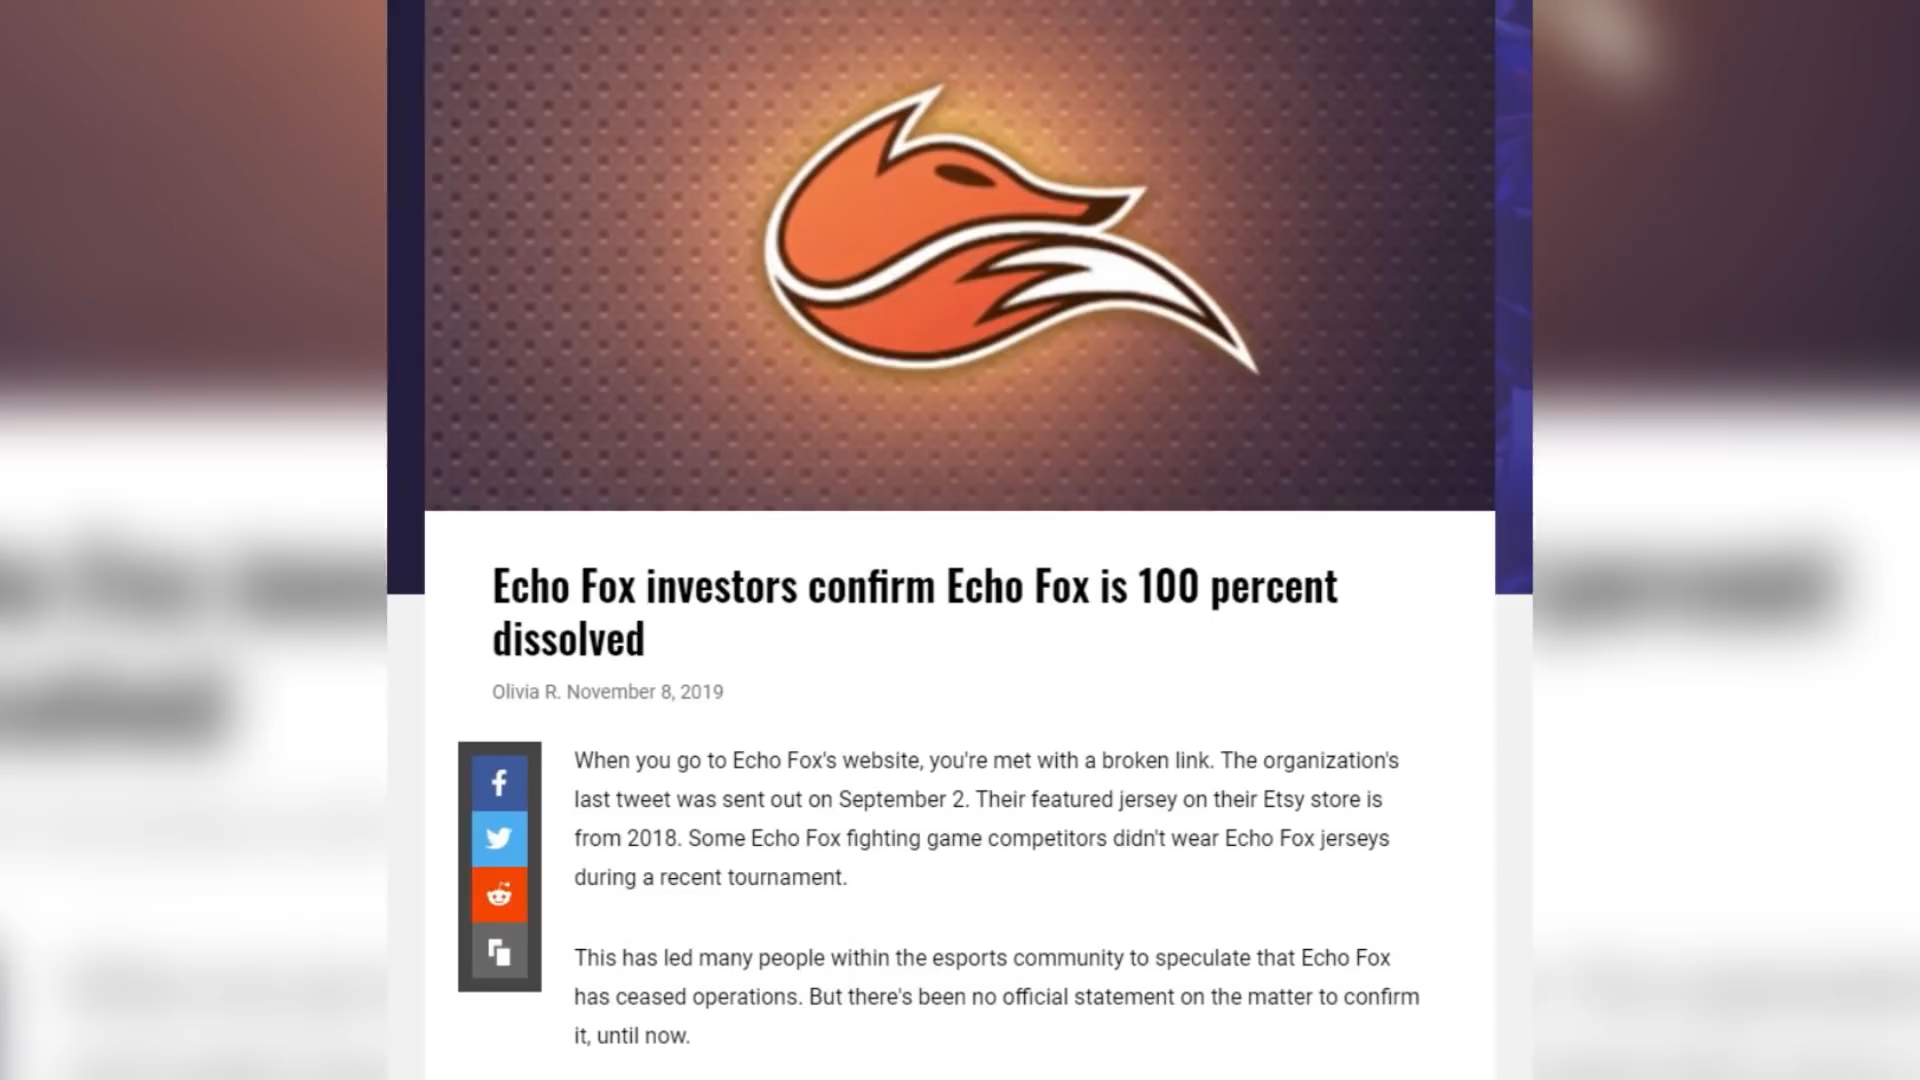 Echo Fox investors confirm Echo Fox is 100 percent
dissolved
Olivia R. November 8, 2019
When you go to Echo Fox's website, you're met with a broken link. The organization's
last tweet was sent out on September 2. Their featured jersey on their Etsy store is
from 2018. Some Echo Fox fighting game competitors didn't wear Echo Fox jerseys
during a recent tournament.
This has led many people within the esports community to speculate that Echo Fox
has ceased operations. But there's been no official statement on the matter to confirm
it, until now.